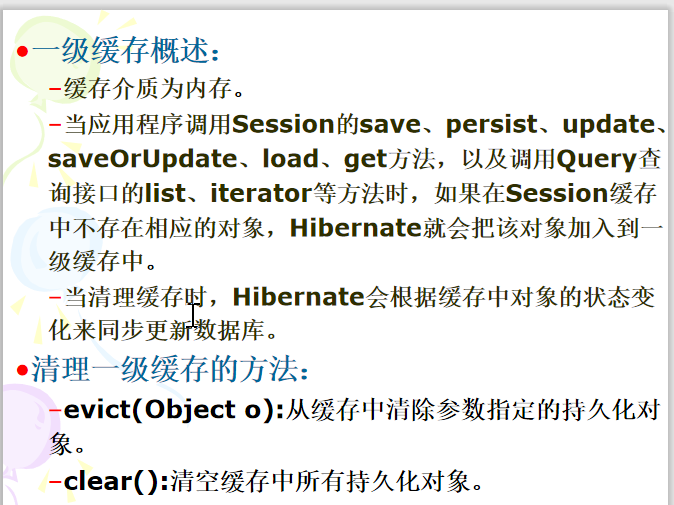 •一级缓存概述：
–缓存介质为内存。
–当应用程序调用Session的save、persist、update、
saveOrUpdate、load、get方法，以及调用Query查
询接口的list、iterator等方法时，如果在Session缓存
中不存在相应的对象，Hibernate就会把该对象加入到一
级缓存中。
–当清理缓存时，Hibernate会根据缓存中对象的状态变
化来同步更新数据库。
•清理一级缓存的方法：
–evict(Object o):从缓存中清除参数指定的持久化对
象。
–clear():清空缓存中所有持久化对象。